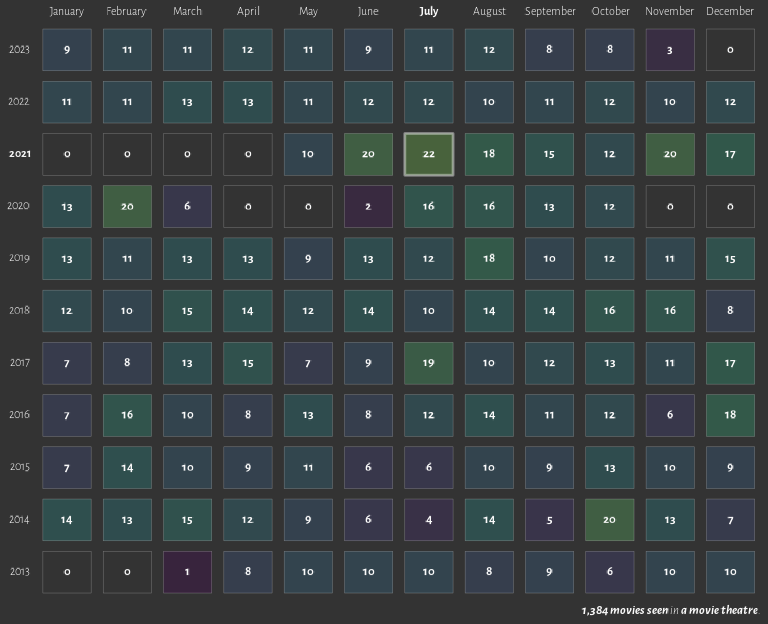 January February March April May June July August September October November December
2023 9 11 11 12 11 9 11 12 8 8 3 0
2022 11 11 13 13 11 12 12 10 11 12 10 12
2021 0 0 0 0 10 20 22 18 15 12 20 17
2020 13 20 6 0 0 2 16 16 13 12 0 0
2019 13 11 13 13 9 13 12 18 10 12 11 15
2018 12 10 15 14 12 14 10 14 14 16 16 8
2017 7 8 13 15 7 9 19 10 12 13 11 17
2016 7 16 10 8 13 8 12 14 11 12 6 18
2015 7 14 10 9 11 6 6 10 9 13 10 9
2014 14 13 15 12 9 6 4 14 5 20 13 7
2013 0 0 1 8 10 10 10 8 9 6 10 10
1,384 movies seen in a movie theatre.